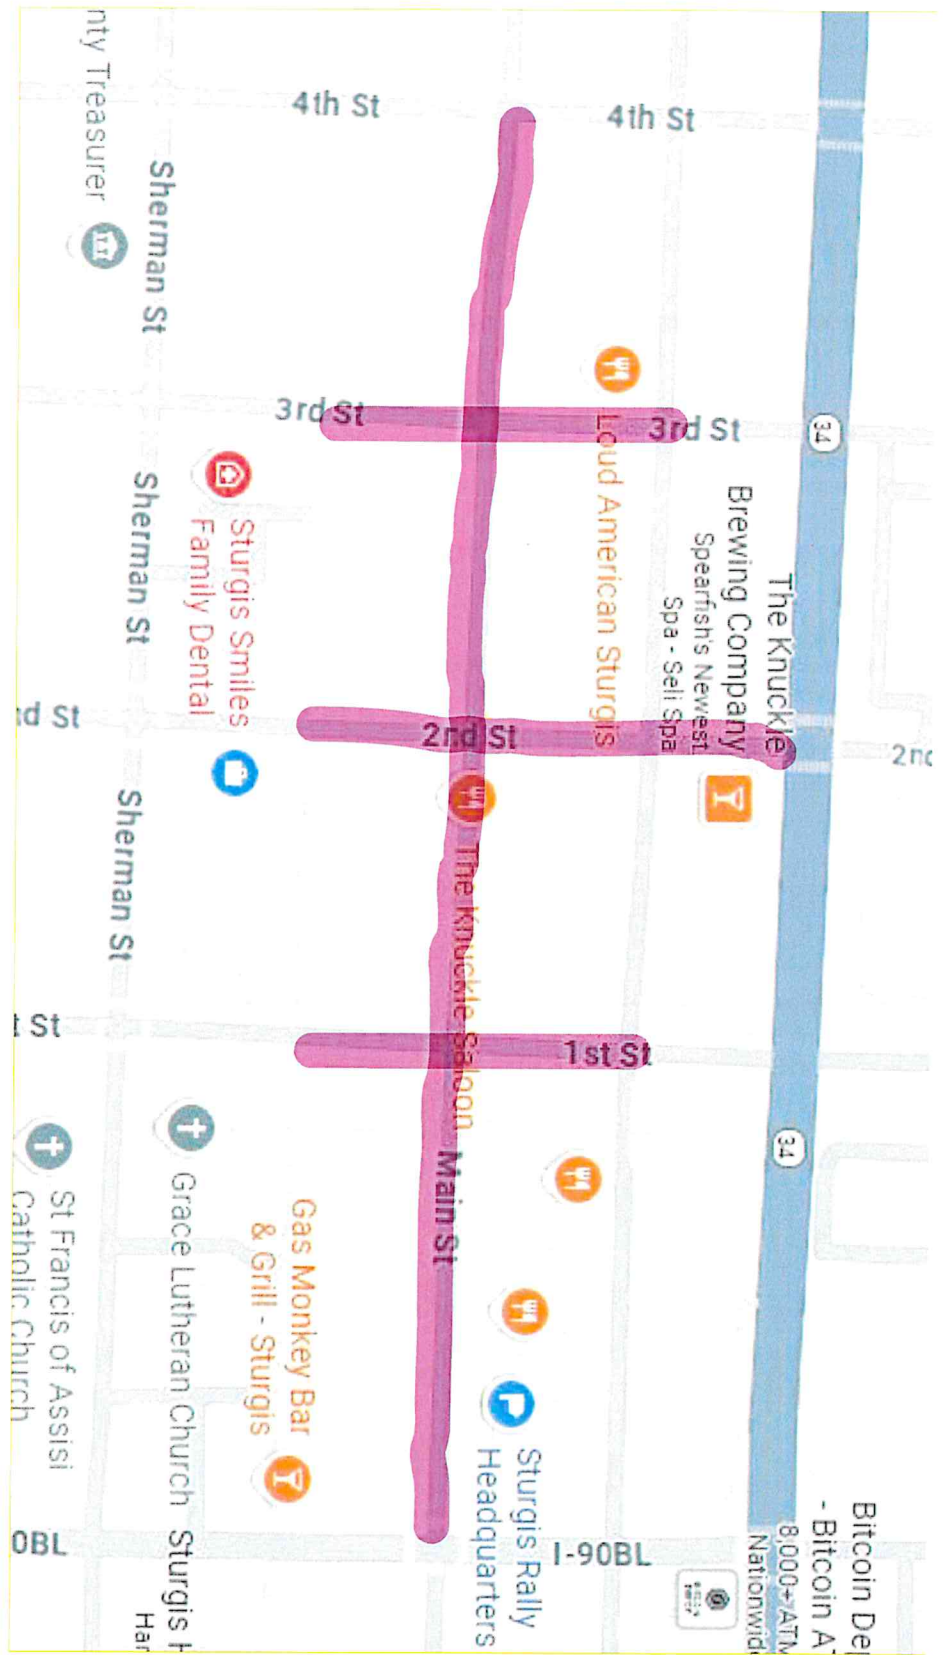 nty Treasurer
4th St
4th St
Sherman St
3rd St
3rd St
34
Loud American Sturgis
Sturgis Smiles
Family Dental
Sherman St
The Knuckle
Brewing Company
Spearfish's Newest
Spa - Seli Spa
d St
2nd St
2nd
The Knuckle Saloon
Sherman St
t St
1st St
34
Main St
St Francis of Assisi
Catholic Church
Grace Lutheran Church
Gas Monkey Bar
& Grill - Sturgis
P
Sturgis Rally
Headquarters
0BL
I-90BL
Sturgis H
Har
Bitcoin De
- Bitcoin A
8,000+ ATM
Nationwid